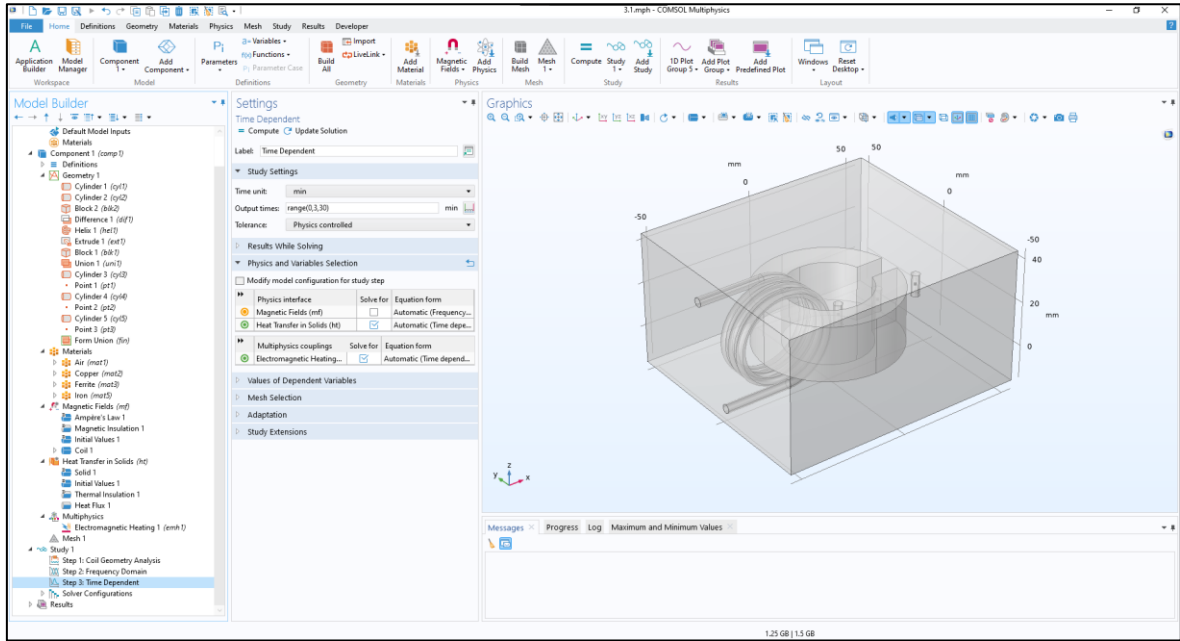 3.1.mph - COMSOL Multiphysics
File Home Definitions Geometry Materials Physics Mesh Study Results Developer
Application Builder
Model Manager
Workspace
Component 1
Add Component
Model
Pi
Parameters
a= Variables
f(x) Functions
Pi Parameter Case
Definitions
Build All
Import
LiveLink
Geometry
Add Material
Materials
Magnetic Fields
Add Physics
Physics
Build Mesh
Mesh 1
Mesh
Compute
Study 1
Add Study
Study
1D Plot Group 5
Add Plot Group
Add Predefined Plot
Results
Windows
Reset Desktop
Layout
Model Builder
Default Model Inputs
Materials
Component 1 (comp1)
Definitions
Geometry 1
Cylinder 1 (cyl1)
Cylinder 2 (cyl2)
Block 2 (blk2)
Difference 1 (dif1)
Helix 1 (hel1)
Extrude 1 (ext1)
Block 1 (blk1)
Union 1 (uni1)
Cylinder 3 (cyl3)
Point 1 (pt1)
Cylinder 4 (cyl4)
Point 2 (pt2)
Cylinder 5 (cyl5)
Point 3 (pt3)
Form Union (fin)
Materials
Air (mat1)
Copper (mat2)
Ferrite (mat3)
Iron (mat5)
Magnetic Fields (mf)
Ampère's Law 1
Magnetic Insulation 1
Initial Values 1
Coil 1
Heat Transfer in Solids (ht)
Solid 1
Initial Values 1
Thermal Insulation 1
Heat Flux 1
Multiphysics
Electromagnetic Heating 1 (emh1)
Mesh 1
Study 1
Step 1: Coil Geometry Analysis
Step 2: Frequency Domain
Step 3: Time Dependent
Solver Configurations
Results
Settings
Time Dependent
= Compute Update Solution
Label: Time Dependent
Study Settings
Time unit: min
Output times: range(0,3,30) min
Tolerance: Physics controlled
Results While Solving
Physics and Variables Selection
Modify model configuration for study step
Physics interface Solve for Equation form
Magnetic Fields (mf) Automatic (Frequency...
Heat Transfer in Solids (ht) Automatic (Time depe...
Multiphysics couplings Solve for Equation form
Electromagnetic Heating... Automatic (Time depend...
Values of Dependent Variables
Mesh Selection
Adaptation
Study Extensions
Graphics
50 50
mm
mm
0
0
-50
-50
40
20
mm
0
z
y x
Messages Progress Log Maximum and Minimum Values
1.25 GB | 1.5 GB